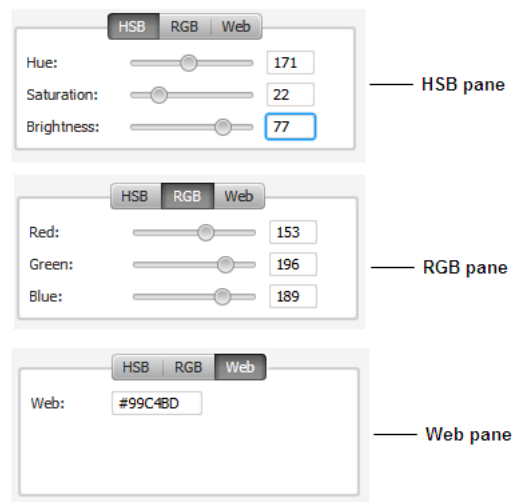 HSB RGB Web
Hue: 171
Saturation: 22
Brightness: 77
HSB pane
HSB RGB Web
Red: 153
Green: 196
Blue: 189
RGB pane
HSB RGB Web
Web: #99C4BD
Web pane